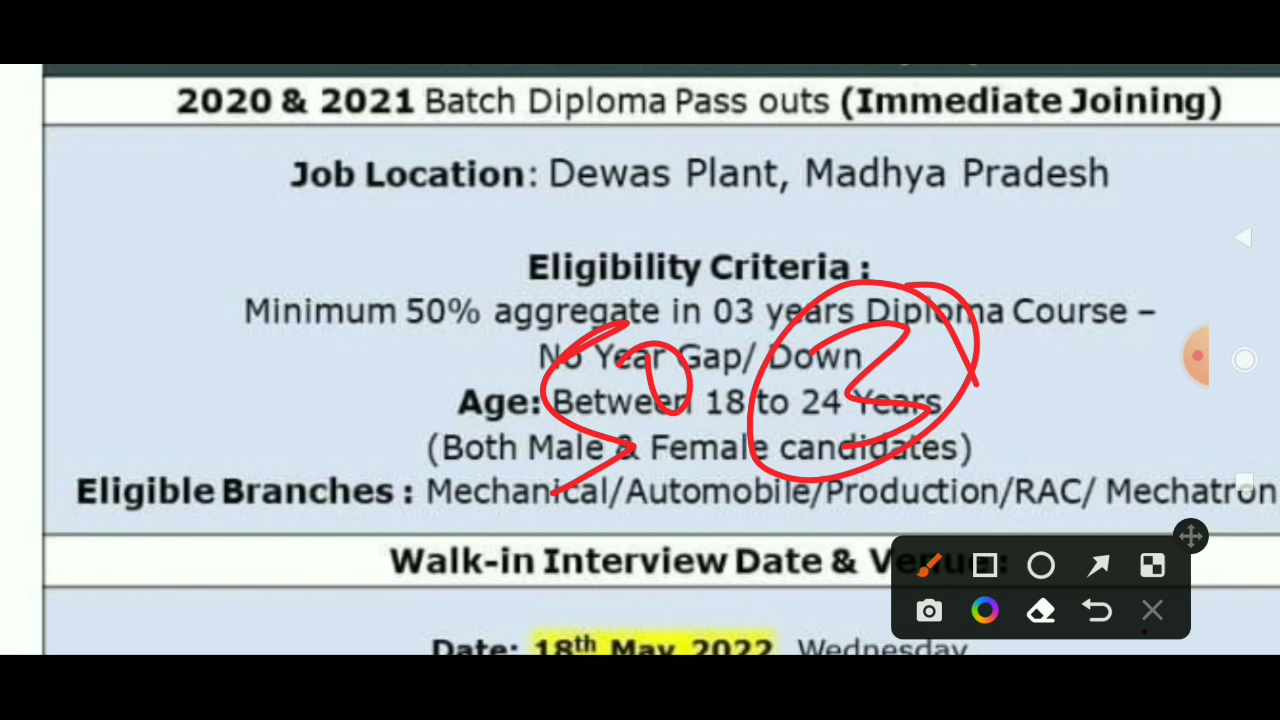 2020 & 2021 Batch Diploma Pass outs (Immediate Joining)
Job Location: Dewas Plant, Madhya Pradesh
Eligibility Criteria :
Minimum 50% aggregate in 03 years Diploma Course –
No Year Gap/ Down
Age: Between 18 to 24 Years
(Both Male & Female candidates)
Eligible Branches : Mechanical/Automobile/Production/RAC/ Mechatron
Walk-in Interview Date & Venue :
Date: 18th May, 2022 Wednesday